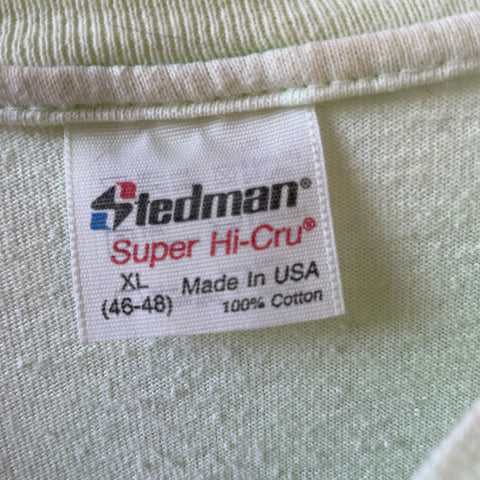 Stedman®
Super Hi-Cru®
XL
(46-48)
Made In USA
100% Cotton